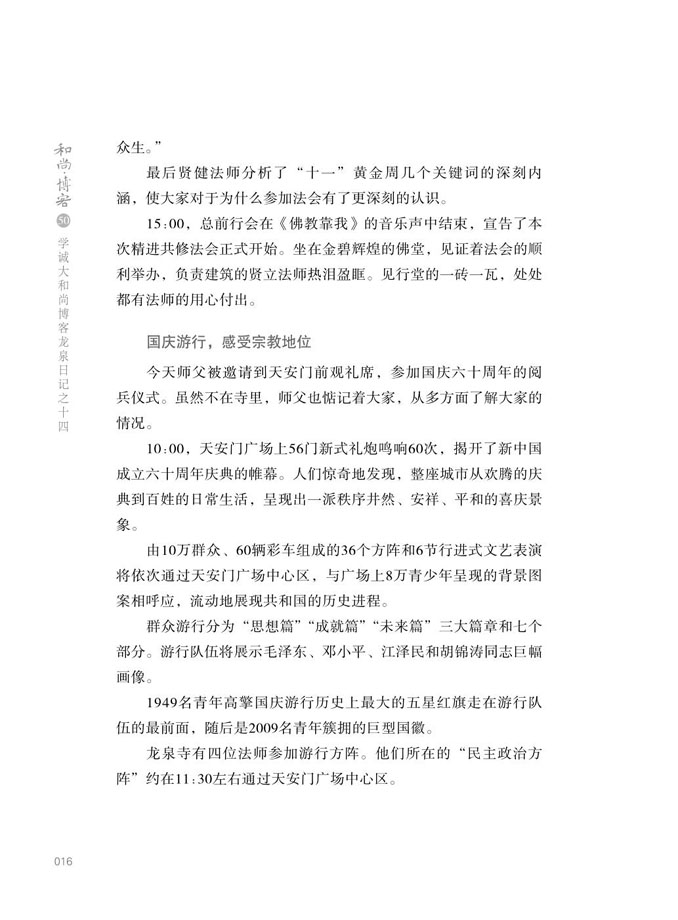 和尚·博客
50
学诚大和尚博客龙泉日记之十四
众生。”
最后贤健法师分析了“十一”黄金周几个关键词的深刻内
涵，使大家对于为什么参加法会有了更深刻的认识。
15:00，总前行会在《佛教靠我》的音乐声中结束，宣告了本
次精进共修法会正式开始。坐在金碧辉煌的佛堂，见证着法会的顺
利举办，负责建筑的贤立法师热泪盈眶。见行堂的一砖一瓦，处处
都有法师的用心付出。
国庆游行，感受宗教地位
今天师父被邀请到天安门前观礼席，参加国庆六十周年的阅
兵仪式。虽然不在寺里，师父也惦记着大家，从多方面了解大家的
情况。
10:00，天安门广场上56门新式礼炮鸣响60次，揭开了新中国
成立六十周年庆典的帷幕。人们惊奇地发现，整座城市从欢腾的庆
典到百姓的日常生活，呈现出一派秩序井然、安祥、平和的喜庆景
象。
由10万群众、60辆彩车组成的36个方阵和6节行进式文艺表演
将依次通过天安门广场中心区，与广场上8万青少年呈现的背景图
案相呼应，流动地展现共和国的历史进程。
群众游行分为“思想篇”“成就篇”“未来篇”三大篇章和七个
部分。游行队伍将展示毛泽东、邓小平、江泽民和胡锦涛同志巨幅
画像。
1949名青年高擎国庆游行历史上最大的五星红旗走在游行队
伍的最前面，随后是2009名青年簇拥的巨型国徽。
龙泉寺有四位法师参加游行方阵。他们所在的“民主政治方
阵”约在11:30左右通过天安门广场中心区。
016